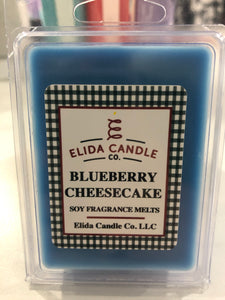 ELIDA CANDLE
CO.
BLUEBERRY
CHEESECAKE
SOY FRAGRANCE MELTS
Elida Candle Co. LLC